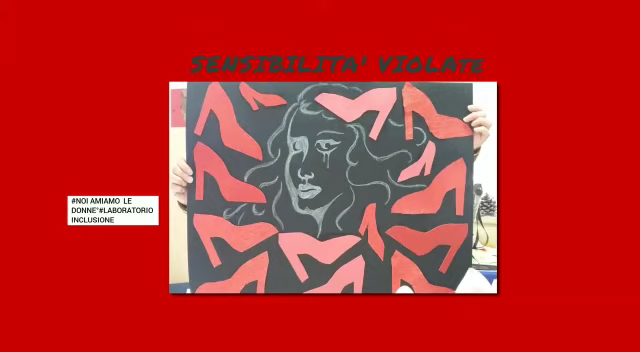 SENSIBILITA' VIOLATE
#NOI AMIAMO LE
DONNE"#LABORATORIO
INCLUSIONE